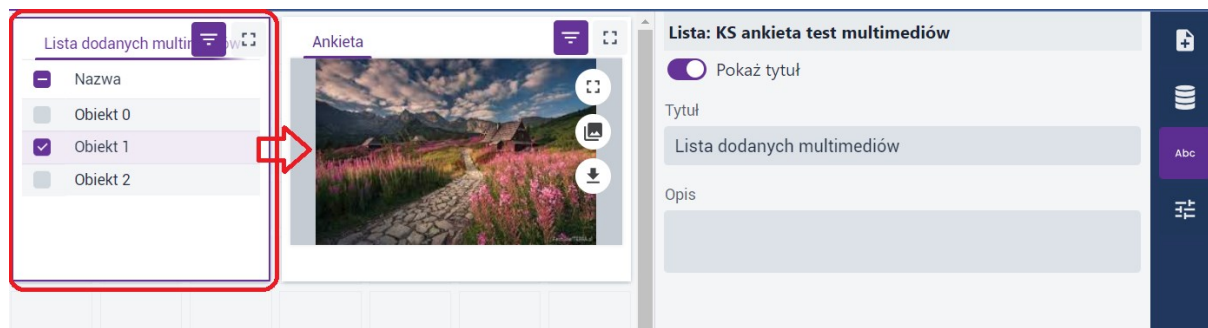 Lista dodanych multim
Nazwa
Obiekt 0
Obiekt 1
Obiekt 2
Ankieta
Lista: KS ankieta test multimediów
Pokaż tytuł
Tytuł
Lista dodanych multimediów
Opis
Abc